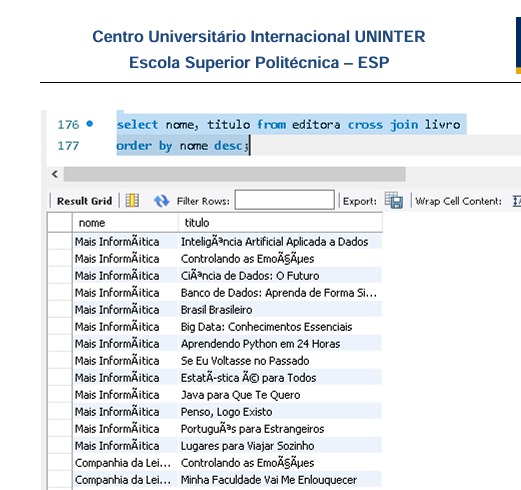 Centro Universitário Internacional UNINTER
Escola Superior Politécnica – ESP
176 select nome, titulo from editora cross join livro
177 order by nome desc;
Result Grid Filter Rows: Export: Wrap Cell Content:
nome titulo
Mais InformÃ¡tica InteligÃªncia Artificial Aplicada a Dados
Mais InformÃ¡tica Controlando as EmoÃ§Ãµes
Mais InformÃ¡tica CiÃªncia de Dados: O Futuro
Mais InformÃ¡tica Banco de Dados: Aprenda de Forma Si...
Mais InformÃ¡tica Brasil Brasileiro
Mais InformÃ¡tica Big Data: Conhecimentos Essenciais
Mais InformÃ¡tica Aprendendo Python em 24 Horas
Mais InformÃ¡tica Se Eu Voltasse no Passado
Mais InformÃ¡tica EstatÃ-stica Ã© para Todos
Mais InformÃ¡tica Java para Que Te Quero
Mais InformÃ¡tica Penso, Logo Existo
Mais InformÃ¡tica PortuguÃªs para Estrangeiros
Mais InformÃ¡tica Lugares para Viajar Sozinho
Companhia da Lei... Controlando as EmoÃ§Ãµes
Companhia da Lei... Minha Faculdade Vai Me Enlouquecer